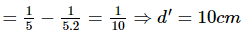 = 1/5 − 1/5.2 = 1/10 ⇒ d′ = 10cm